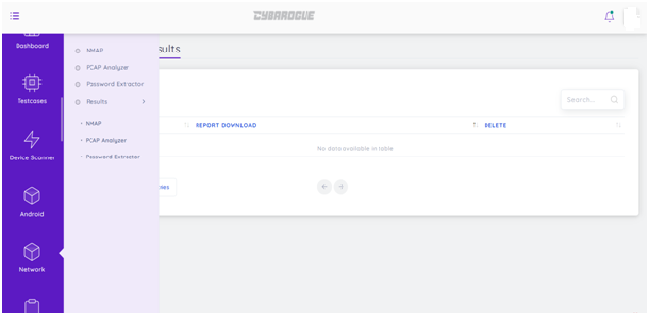 CYBAROGUE
Dashboard
Testcases
Device Scanner
Android
Network
NMAP
PCAP Analyzer
Password Extractor
Results
NMAP
PCAP Analyzer
Password Extractor
sults
Search...
REPORT DOWNLOAD
DELETE
No data available in table